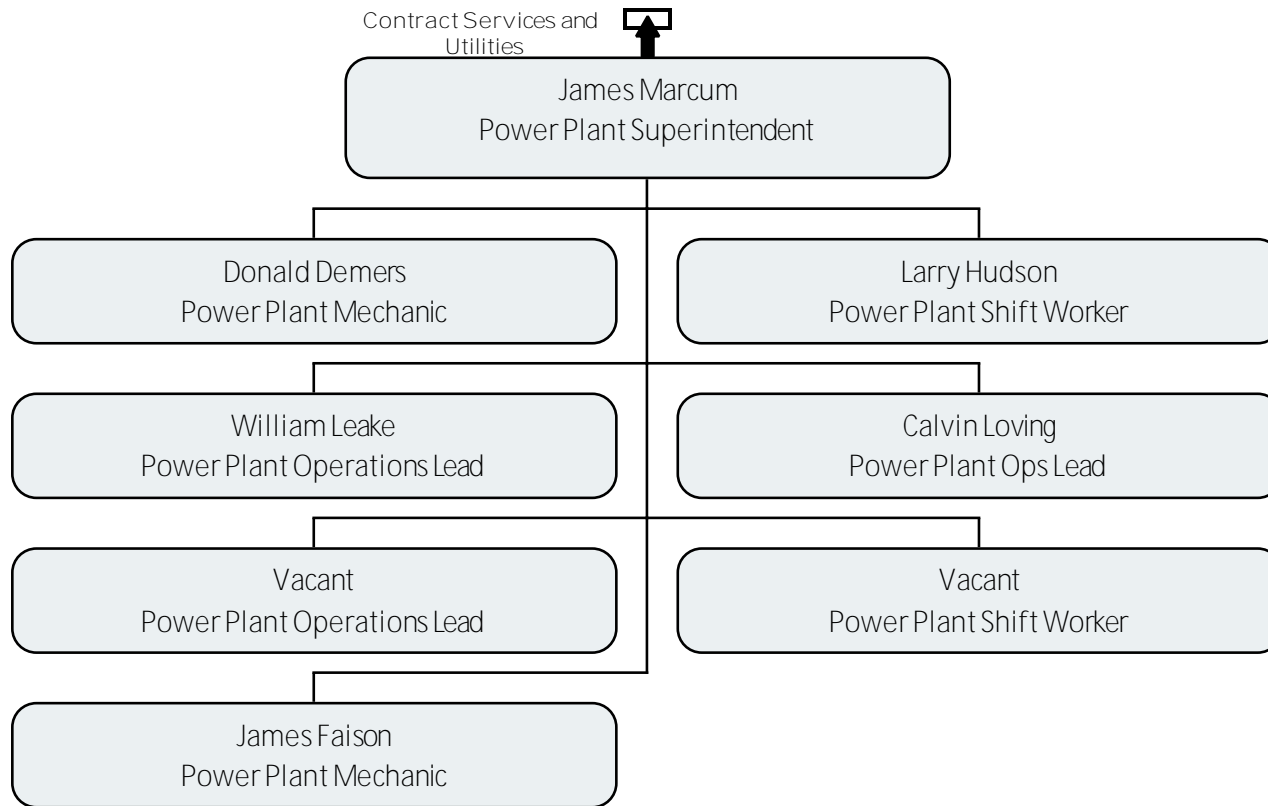 Contract Services and
Utilities
James Marcum
Power Plant Superintendent
Donald Demers
Power Plant Mechanic
Larry Hudson
Power Plant Shift Worker
William Leake
Power Plant Operations Lead
Calvin Loving
Power Plant Ops Lead
Vacant
Power Plant Operations Lead
Vacant
Power Plant Shift Worker
James Faison
Power Plant Mechanic